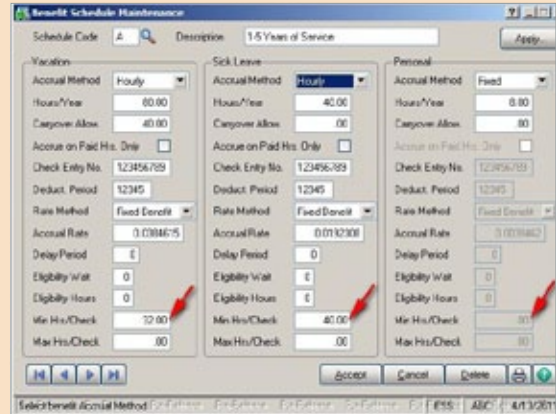 Benefit Schedule Maintenance
Schedule Code A Description 1-5 Years of Service Apply...
Vacation
Accrual Method Hourly
Hours/Year 80.00
Carryover Allow. 40.00
Accrue on Paid Hrs. Only
Check Entry No. 123456789
Deduct. Period 12345
Rate Method Fixed Benefit
Accrual Rate 0.0384615
Delay Period 0
Eligibility Wait 0
Eligibility Hours 0
Min Hrs/Check 32.00
Max Hrs/Check .00
Sick Leave
Accrual Method Hourly
Hours/Year 40.00
Carryover Allow. .00
Accrue on Paid Hrs. Only
Check Entry No. 123456789
Deduct. Period 12345
Rate Method Fixed Benefit
Accrual Rate 0.0192308
Delay Period 0
Eligibility Wait 0
Eligibility Hours 0
Min Hrs/Check 40.00
Max Hrs/Check .00
Personal
Accrual Method Fixed
Hours/Year 8.00
Carryover Allow. .00
Accrue on Paid Hrs. Only
Check Entry No. 123456789
Deduct. Period 12345
Rate Method Fixed Benefit
Accrual Rate
Delay Period 0
Eligibility Wait 0
Eligibility Hours 0
Min Hrs/Check .00
Max Hrs/Check .00
Accept Cancel Delete
Select benefit Accrual Method ABC